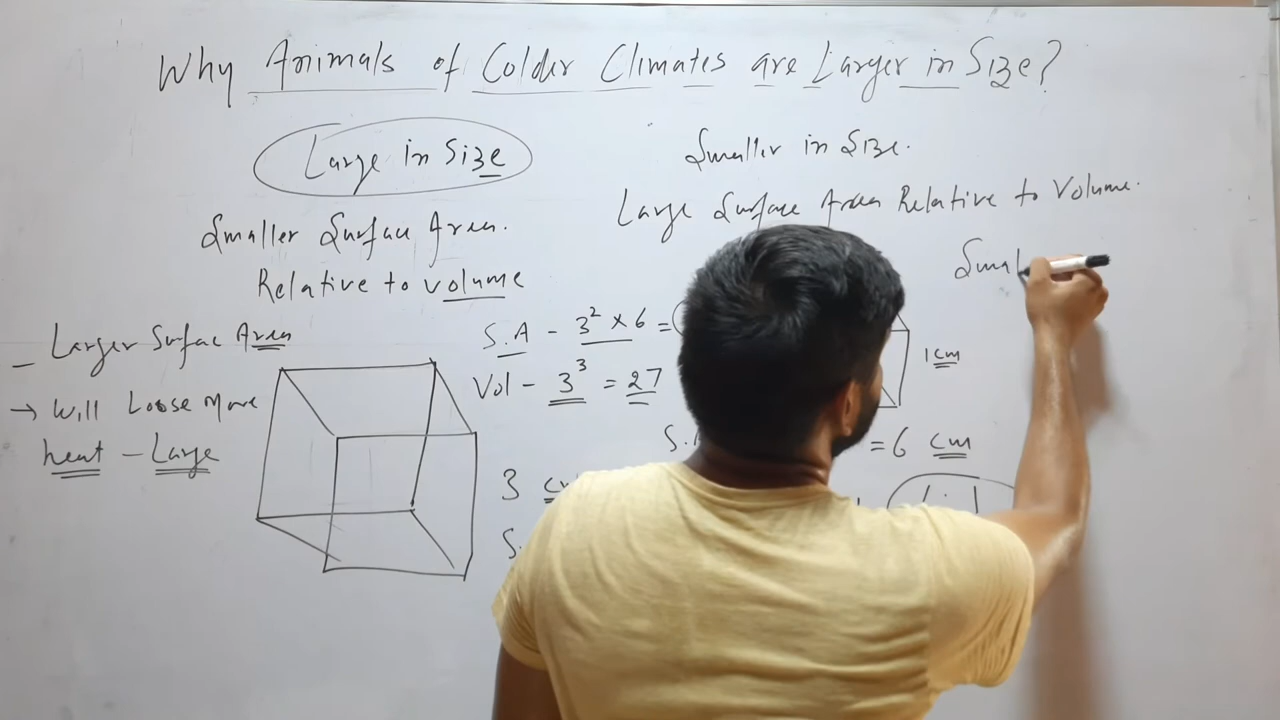 Why Animals of Colder Climates are Larger in Size?
Large in Size
Smaller Surface Area.
Relative to volume
- Larger Surfac Area
→ Will Loose More
heat - Large
S.A - 3² × 6 =
Vol - 3³ = 27
3
S.
Smaller in Size.
Large Surface Area Relative to Volume.
Smal
1 cm
= 6 cm